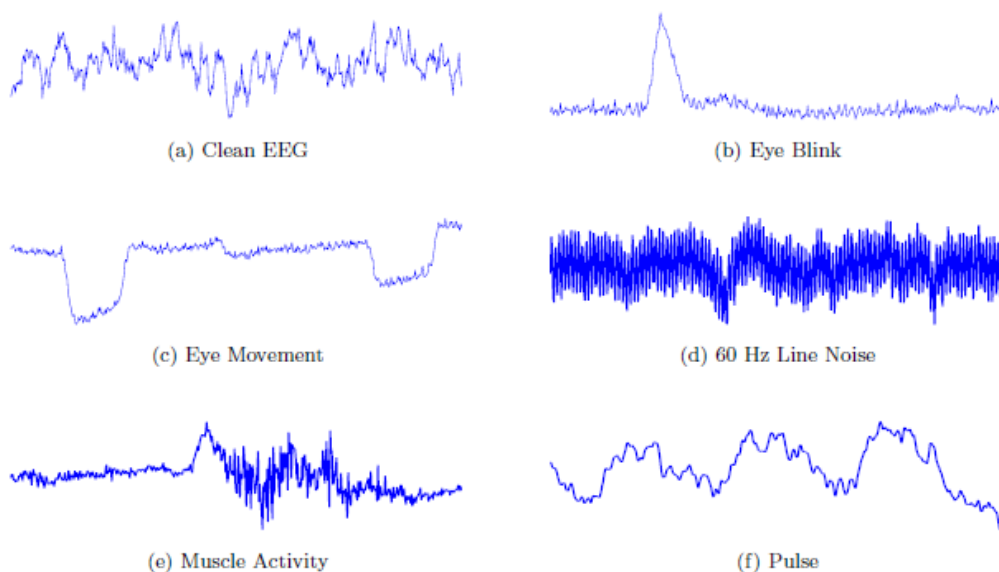 (a) Clean EEG
(b) Eye Blink
(c) Eye Movement
(d) 60 Hz Line Noise
(e) Muscle Activity
(f) Pulse